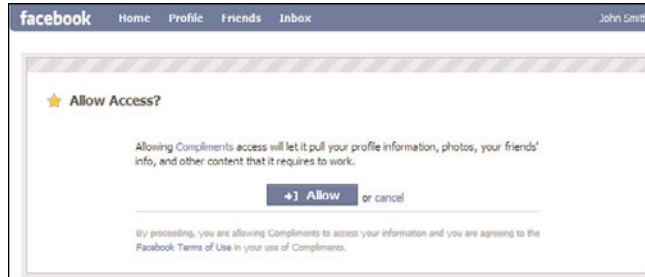 facebook Home Profile Friends Inbox John Smith
Allow Access?
Allowing Compliments access will let it pull your profile information, photos, your friends'
info, and other content that it requires to work.
Allow or cancel
By proceeding, you are allowing Compliments to access your information and you are agreeing to the
Facebook Terms of Use in your use of Compliments.